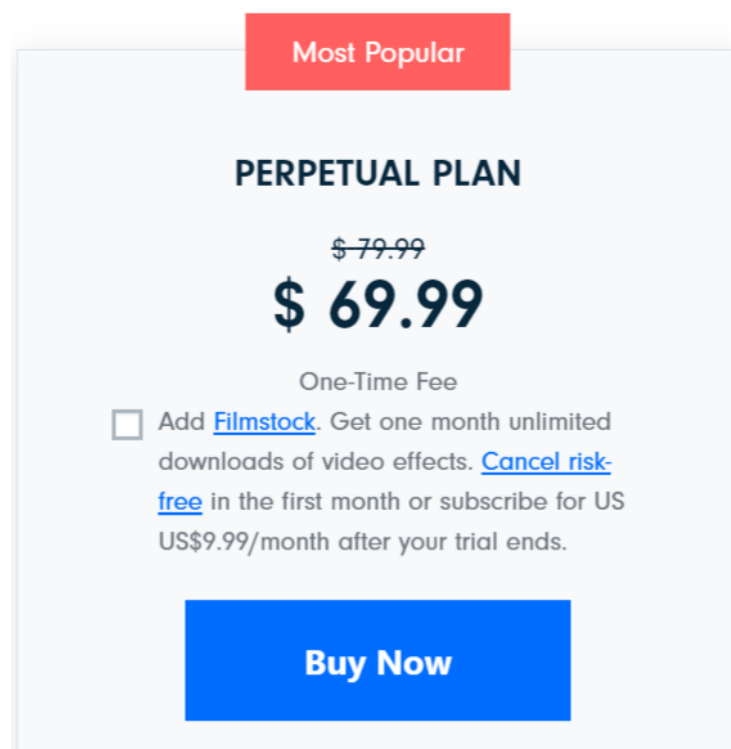 Most Popular
PERPETUAL PLAN
$ 79.99
$ 69.99
One-Time Fee
Add Filmstock. Get one month unlimited
downloads of video effects. Cancel risk-
free in the first month or subscribe for US
US$9.99/month after your trial ends.
Buy Now